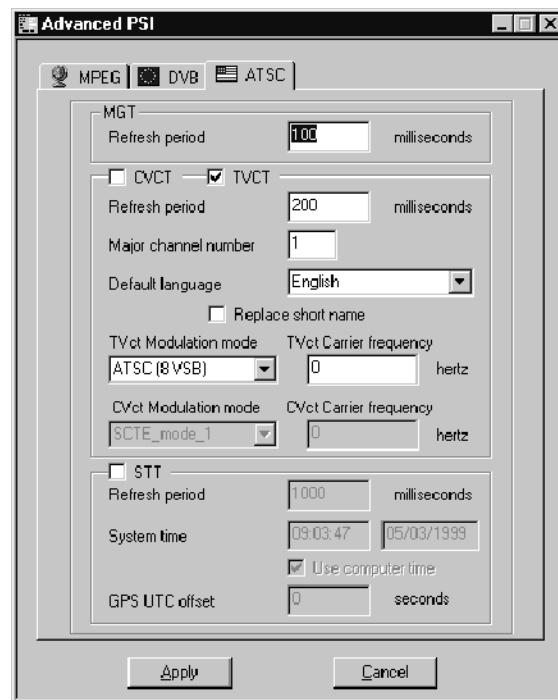 Advanced PSI
MPEG DVB ATSC
MGT
Refresh period 100 milliseconds
CVCT TVCT
Refresh period 200 milliseconds
Major channel number 1
Default language English
Replace short name
TVct Modulation mode TVct Carrier frequency
ATSC (8 VSB) 0 hertz
CVct Modulation mode CVct Carrier frequency
SCTE_mode_1 0 hertz
STT
Refresh period 1000 milliseconds
System time 09:03:47 05/03/1999
Use computer time
GPS UTC offset 0 seconds
Apply Cancel